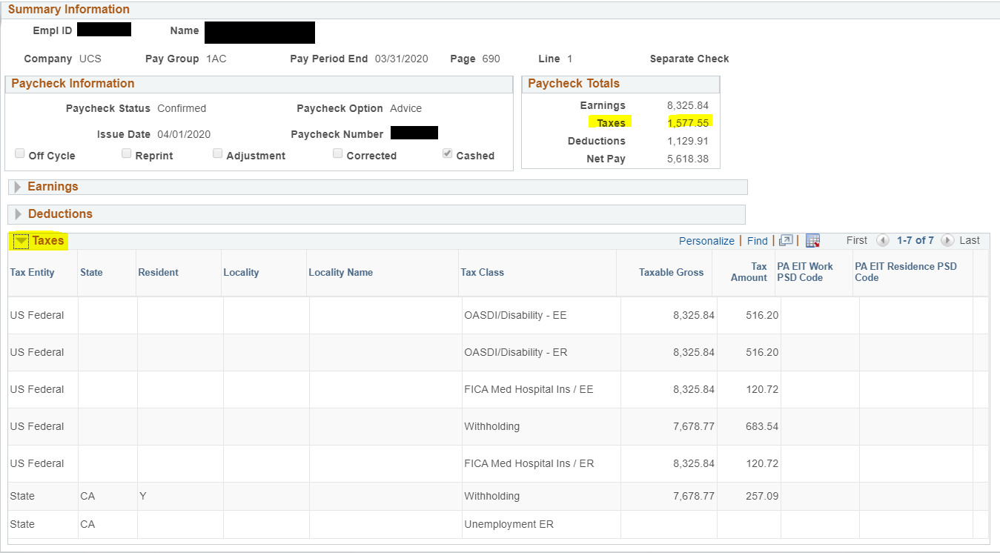 Summary Information
Empl ID Name
Company UCS Pay Group 1AC Pay Period End 03/31/2020 Page 690 Line 1 Separate Check
Paycheck Information
Paycheck Status Confirmed Paycheck Option Advice
Issue Date 04/01/2020 Paycheck Number
Off Cycle Reprint Adjustment Corrected Cashed
Paycheck Totals
Earnings 8,325.84
Taxes 1,577.55
Deductions 1,129.91
Net Pay 5,618.38
Earnings
Deductions
Taxes Personalize | Find | | First 1-7 of 7 Last
Tax Entity State Resident Locality Locality Name Tax Class Taxable Gross Tax Amount PA EIT Work PSD Code PA EIT Residence PSD Code
US Federal OASDI/Disability - EE 8,325.84 516.20
US Federal OASDI/Disability - ER 8,325.84 516.20
US Federal FICA Med Hospital Ins / EE 8,325.84 120.72
US Federal Withholding 7,678.77 683.54
US Federal FICA Med Hospital Ins / ER 8,325.84 120.72
State CA Y Withholding 7,678.77 257.09
State CA Unemployment ER